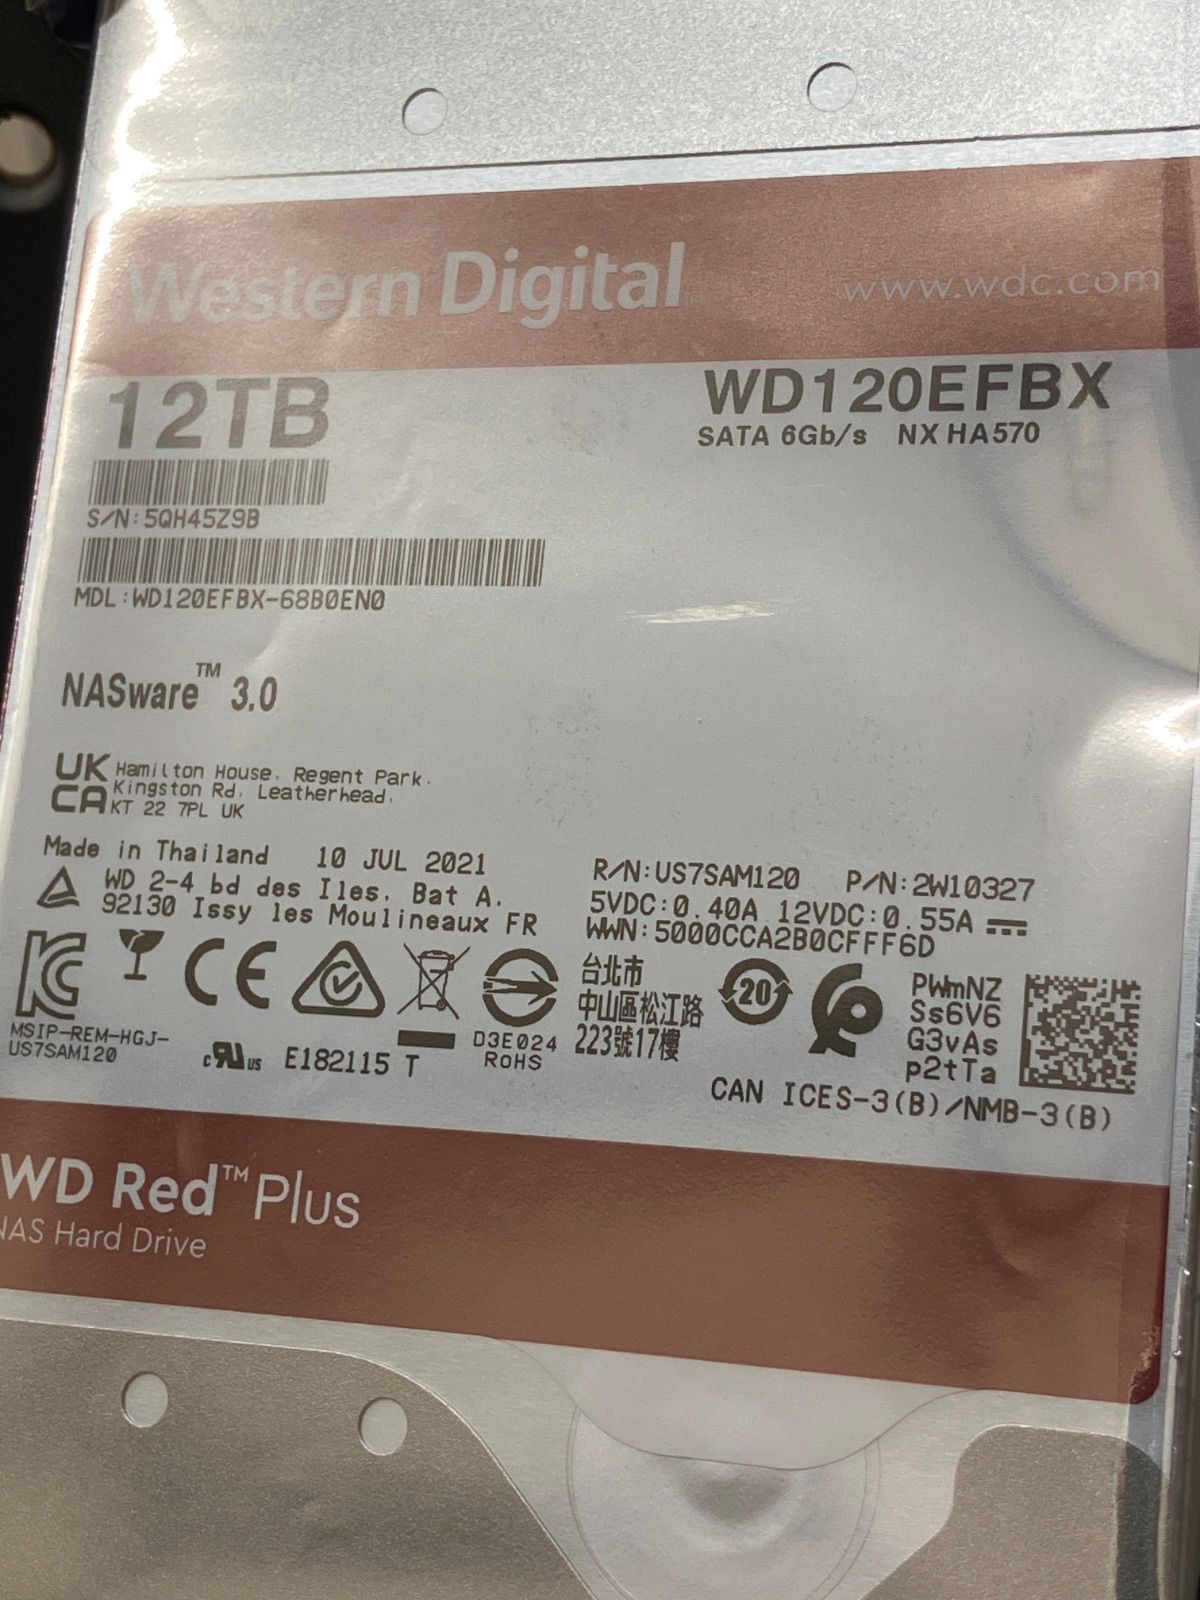 Western Digital
www.wdc.com
12TB
WD120EFBX
SATA 6Gb/s NX HA570
S/N:5QH45Z9B
MDL:WD120EFBX-68B0EN0
NASware™ 3.0
UK CA
Hamilton House, Regent Park,
Kingston Rd, Leatherhead,
KT 22 7PL UK
Made in Thailand 10 JUL 2021
WD 2-4 bd des Iles, Bat A,
92130 Issy les Moulineaux FR
R/N:US7SAM120 P/N:2W10327
5VDC:0.40A 12VDC:0.55A
WWN:5000CCA2B0CFFF6D
CE
MSIP-REM-HGJ-
US7SAM120
c RU us E182115 T
D3E024
RoHS
台北市
中山區松江路
223號17樓
20
PWmNZ
Ss6V6
G3vAs
p2tTa
CAN ICES-3(B)/NMB-3(B)
WD Red™ Plus
NAS Hard Drive